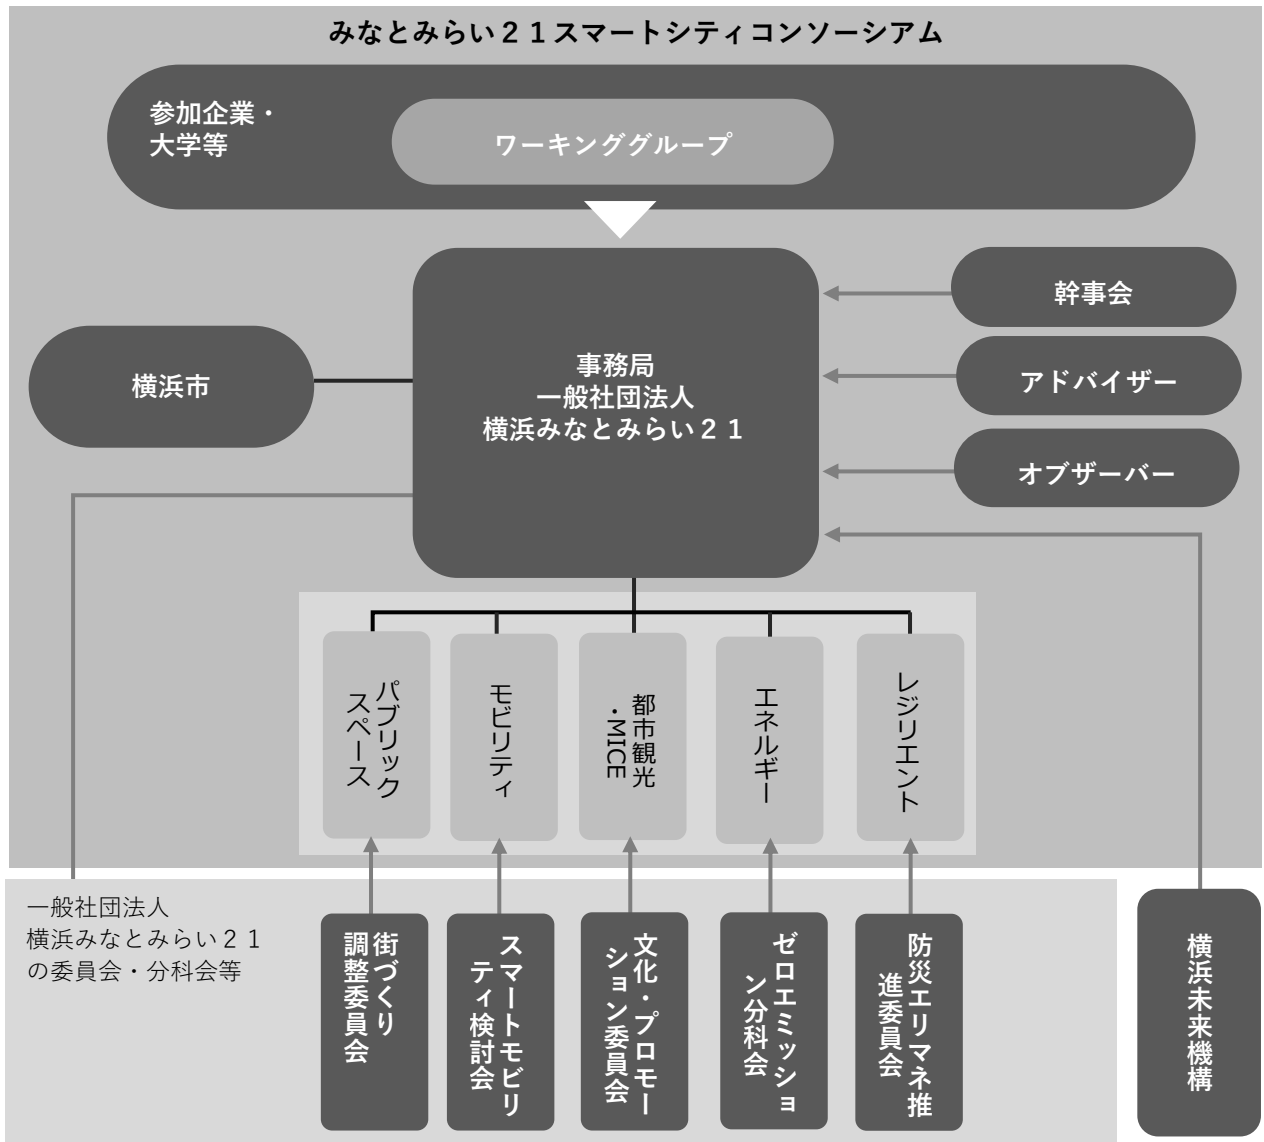 みなとみらい２１スマートシティコンソーシアム
参加企業・
大学等
ワーキンググループ
幹事会
アドバイザー
オブザーバー
横浜市
事務局
一般社団法人
横浜みなとみらい２１
パブリック
スペース
モビリティ
都市観光
・MICE
エネルギー
レジリエント
一般社団法人
横浜みなとみらい２１
の委員会・分科会等
街づくり
調整委員会
スマートモビリ
ティ検討会
文化・プロモー
ション委員会
ゼロエミッショ
ン分科会
防災エリマネ推
進委員会
横浜未来機構